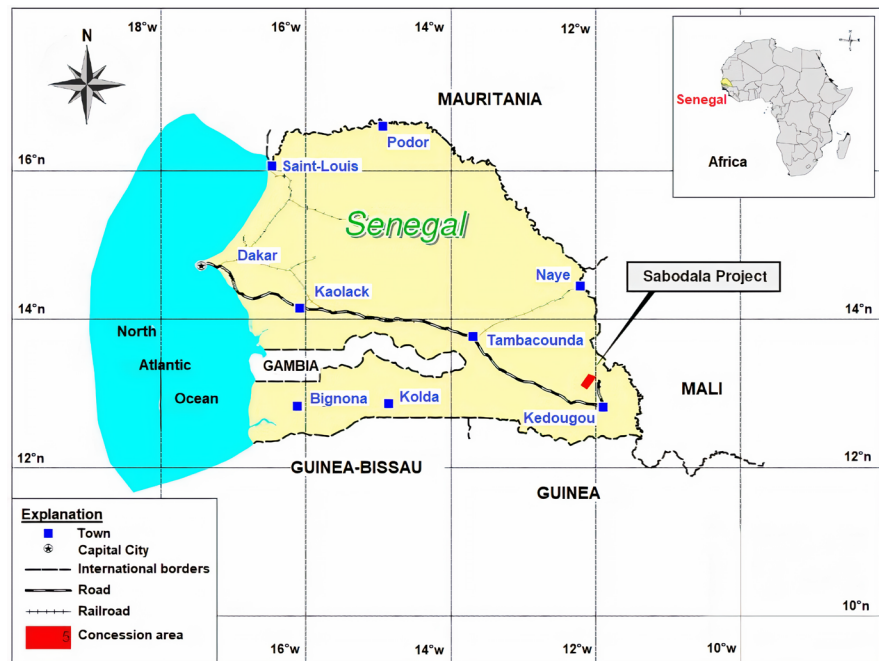 N
16°w
14°w
12°w
MAURITANIA
Senegal
Africa
Podor
16°n
Saint-Louis
Senegal
Dakar
Naye
Sabodala Project
Kaolack
14°n
14°n
North
Atlantic
Ocean
Tambacounda
GAMBIA
MALI
Bignona
Kolda
Kedougou
12°n
12°n
GUINEA-BISSAU
GUINEA
Explanation
Town
Capital City
International borders
Road
Railroad
5
Concession area
10°n
16°w
14°w
12°w
10°w